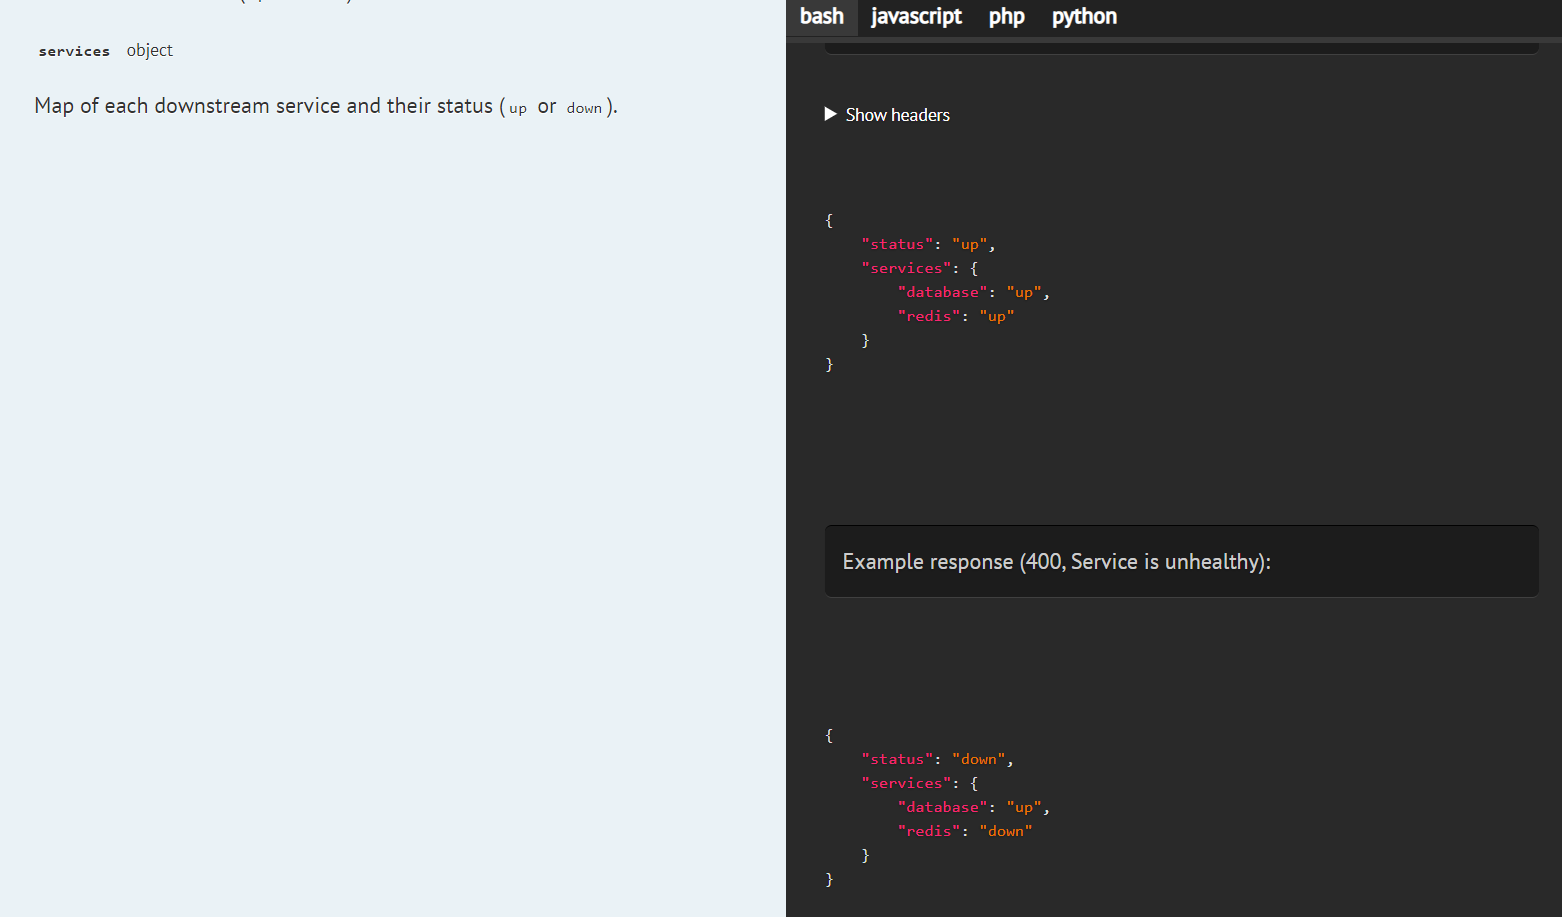 services object
Map of each downstream service and their status (up or down).
bash javascript php python
Show headers
{
    "status": "up",
    "services": {
        "database": "up",
        "redis": "up"
    }
}
Example response (400, Service is unhealthy):
{
    "status": "down",
    "services": {
        "database": "up",
        "redis": "down"
    }
}